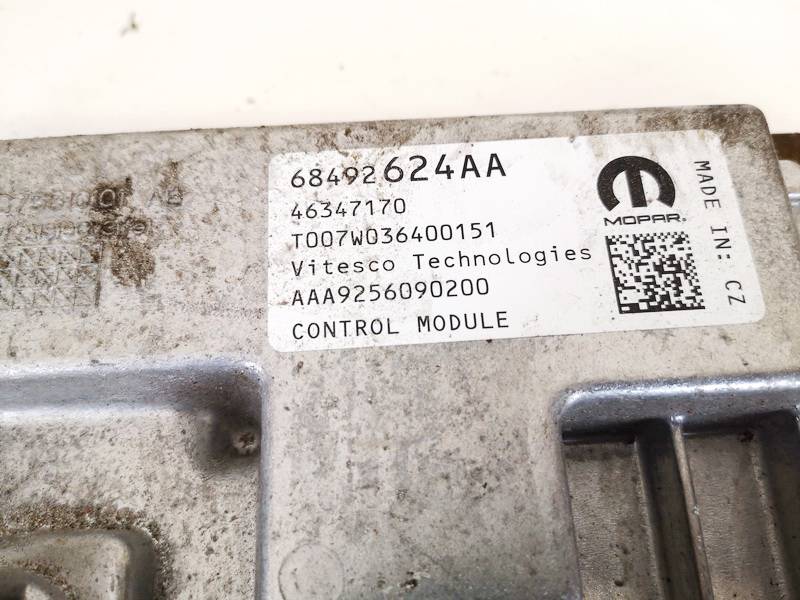 68492624AA
46347170
T007W036400151
Vitesco Technologies
AAA9256090200
CONTROL MODULE
MOPAR
MADE IN: CZ